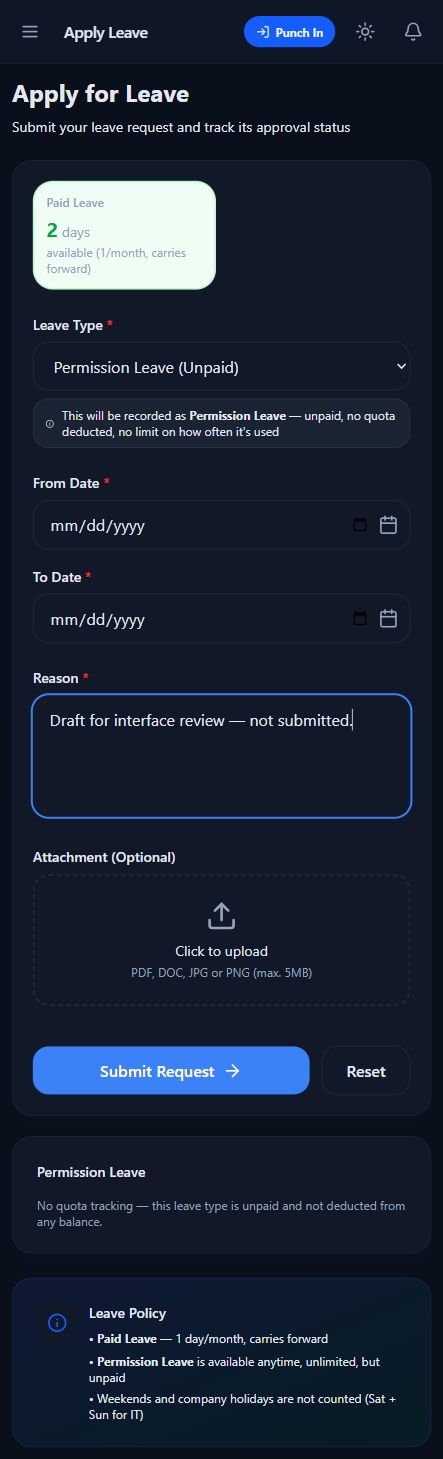 Apply Leave
Punch In
Apply for Leave
Submit your leave request and track its approval status
Paid Leave
2 days
available (1/month, carries
forward)
Leave Type *
Permission Leave (Unpaid)
This will be recorded as Permission Leave — unpaid, no quota
deducted, no limit on how often it's used
From Date *
mm/dd/yyyy
To Date *
mm/dd/yyyy
Reason *
Draft for interface review — not submitted.
Attachment (Optional)
Click to upload
PDF, DOC, JPG or PNG (max. 5MB)
Submit Request
Reset
Permission Leave
No quota tracking — this leave type is unpaid and not deducted from
any balance.
Leave Policy
• Paid Leave — 1 day/month, carries forward
• Permission Leave is available anytime, unlimited, but
unpaid
• Weekends and company holidays are not counted (Sat +
Sun for IT)